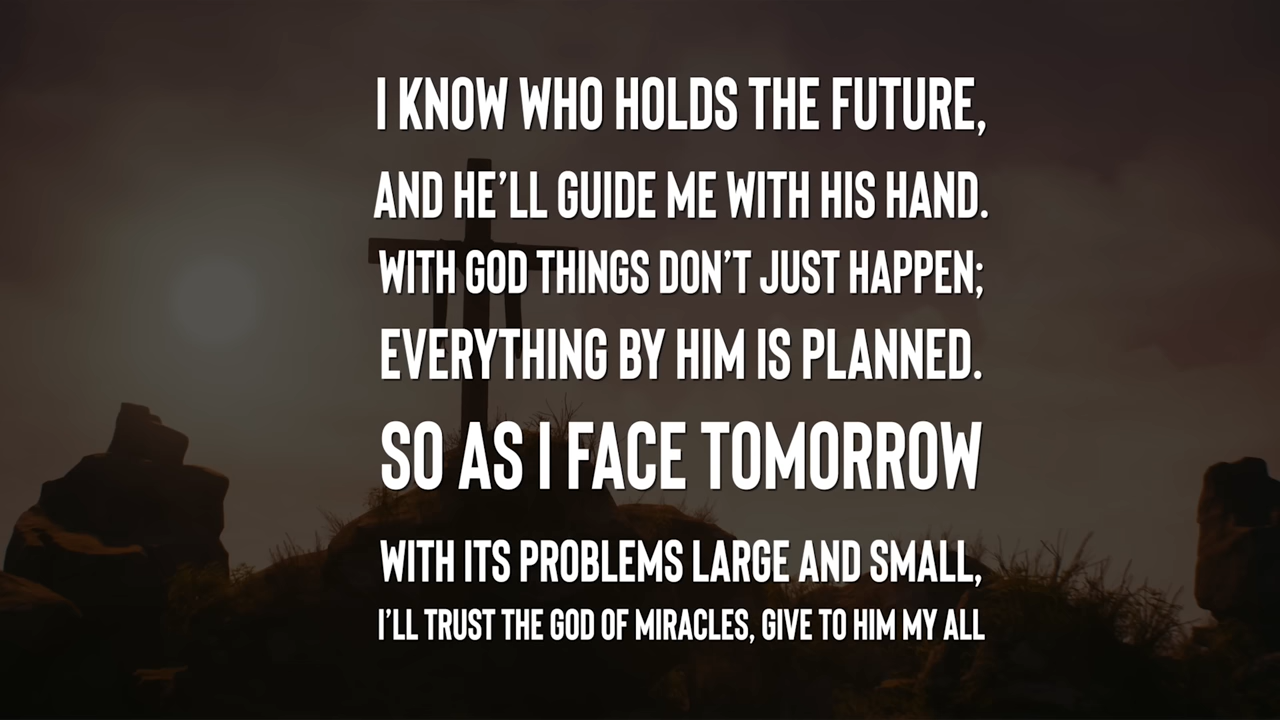 I KNOW WHO HOLDS THE FUTURE,
AND HE’LL GUIDE ME WITH HIS HAND.
WITH GOD THINGS DON’T JUST HAPPEN;
EVERYTHING BY HIM IS PLANNED.
SO AS I FACE TOMORROW
WITH ITS PROBLEMS LARGE AND SMALL,
I’LL TRUST THE GOD OF MIRACLES, GIVE TO HIM MY ALL